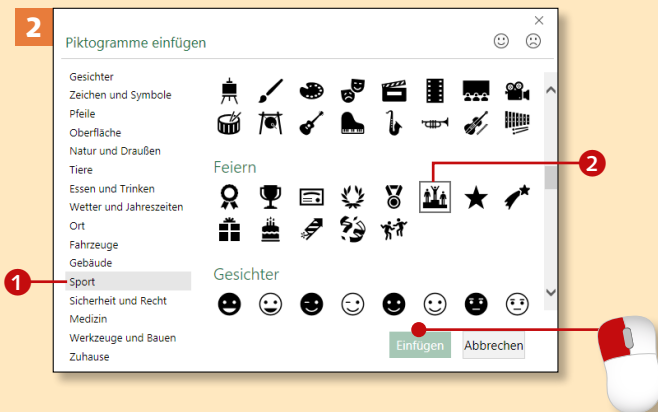 2
Piktogramme einfügen
Gesichter
Zeichen und Symbole
Pfeile
Oberfläche
Natur und Draußen
Tiere
Essen und Trinken
Wetter und Jahreszeiten
Ort
Fahrzeuge
Gebäude
1
Sport
Sicherheit und Recht
Medizin
Werkzeuge und Bauen
Zuhause
Feiern
2
Gesichter
Einfügen
Abbrechen